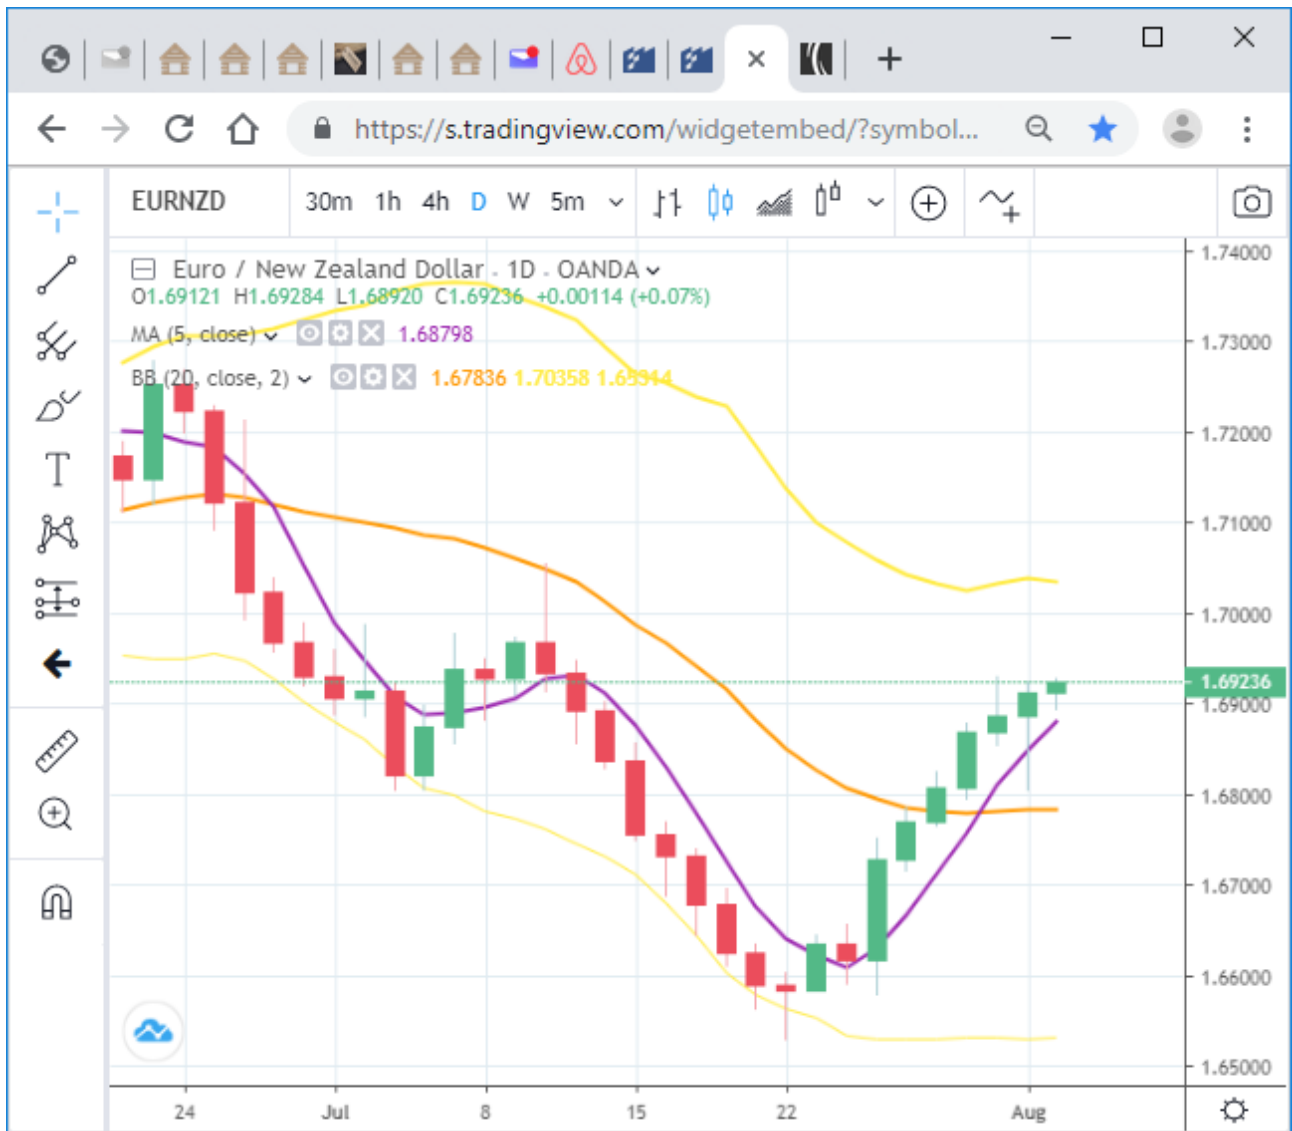 https://s.tradingview.com/widgetembed/?symbol...
EURNZD 30m 1h 4h D W 5m
Euro / New Zealand Dollar - 1D - OANDA
O1.69121 H1.69284 L1.68920 C1.69236 +0.00114 (+0.07%)
MA (5, close) 1.68798
BB (20, close, 2) 1.67836 1.70358 1.65314
1.74000
1.73000
1.72000
1.71000
1.70000
1.69236
1.69000
1.68000
1.67000
1.66000
1.65000
24 Jul 8 15 22 Aug